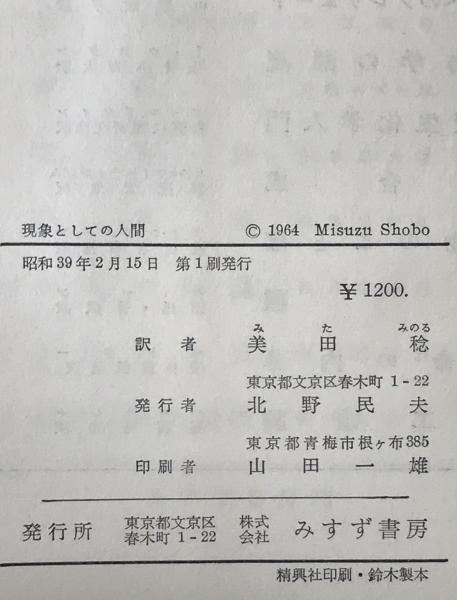 現象としての人間 © 1964 Misuzu Shobo
昭和39年2月15日 第1刷発行
¥ 1200.
み た みのる
訳者 美田稔
東京都文京区春木町 1-22
発行者 北野民夫
東京都青梅市根ヶ布385
印刷者 山田一雄
発行所 東京都文京区春木町 1-22 株式会社 みすず書房
精興社印刷・鈴木製本